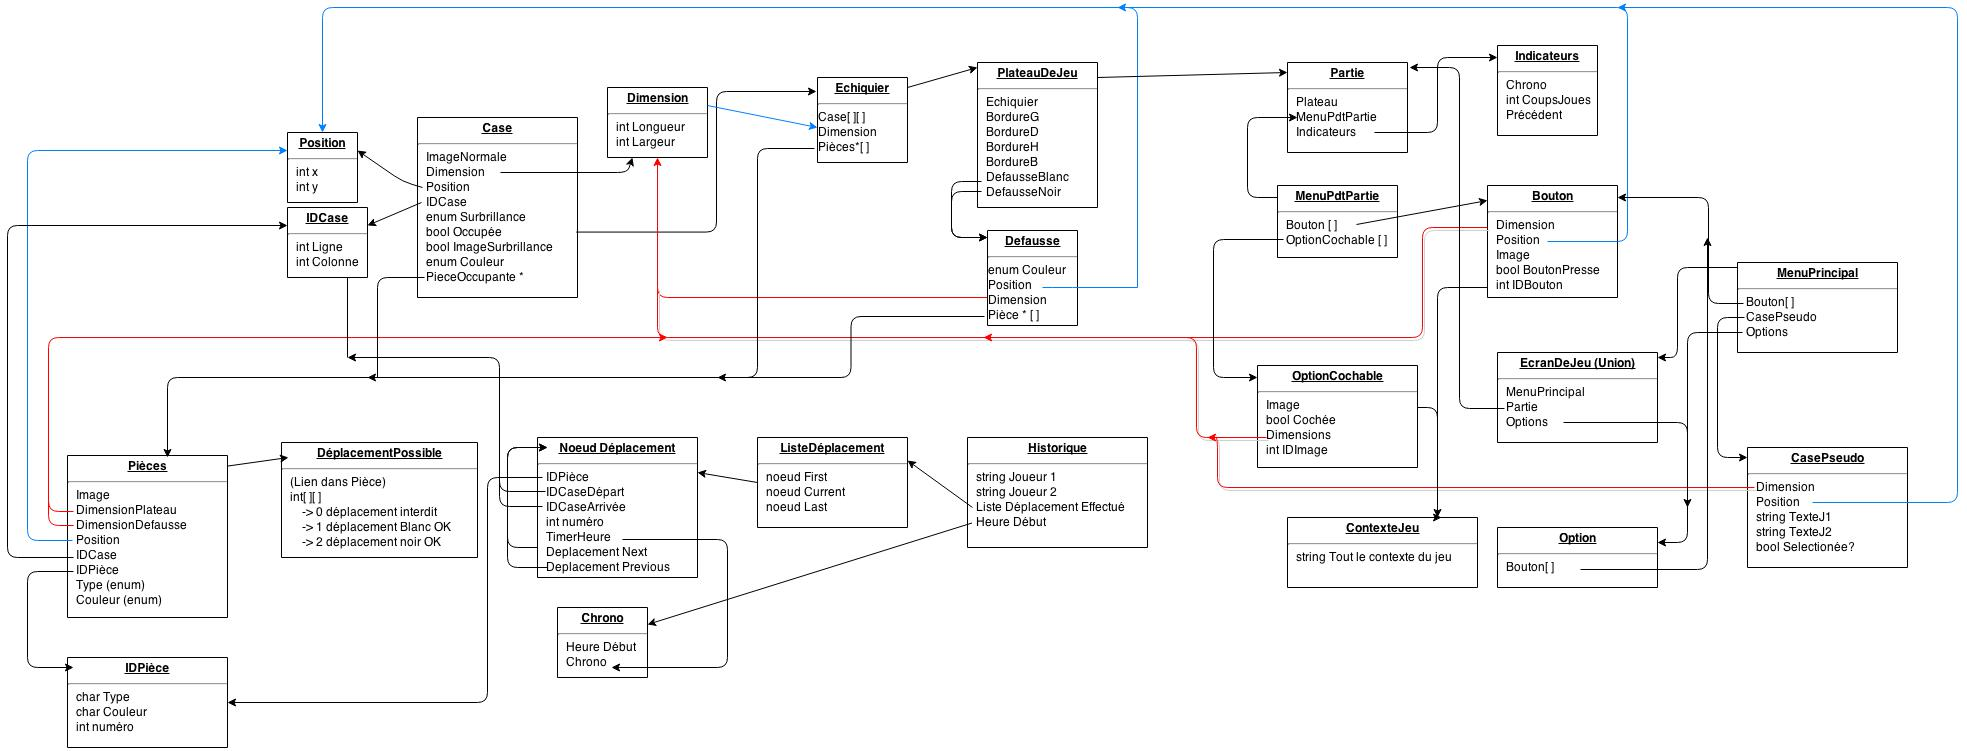 Position
int x
int y
IDCase
int Ligne
int Colonne
Case
ImageNormale
Dimension
Position
IDCase
enum Surbrillance
bool Occupée
bool ImageSurbrillance
enum Couleur
PieceOccupante *
Dimension
int Longueur
int Largeur
Echiquier
Case[ ][ ]
Dimension
Pièces*[ ]
PlateauDeJeu
Echiquier
BordureG
BordureD
BordureH
BordureB
DefausseBlanc
DefausseNoir
Defausse
enum Couleur
Position
Dimension
Pièce * [ ]
Partie
Plateau
MenuPdtPartie
Indicateurs
Indicateurs
Chrono
int CoupsJoues
Précédent
MenuPdtPartie
Bouton [ ]
OptionCochable [ ]
Bouton
Dimension
Position
Image
bool BoutonPresse
int IDBouton
MenuPrincipal
Bouton[ ]
CasePseudo
Options
EcranDeJeu (Union)
MenuPrincipal
Partie
Options
OptionCochable
Image
bool Cochée
Dimensions
int IDImage
CasePseudo
Dimension
Position
string TexteJ1
string TexteJ2
bool Selectionée?
ContexteJeu
string Tout le contexte du jeu
Option
Bouton[ ]
Pièces
Image
DimensionPlateau
DimensionDefausse
Position
IDCase
IDPièce
Type (enum)
Couleur (enum)
DéplacementPossible
(Lien dans Pièce)
int[ ][ ]
-> 0 déplacement interdit
-> 1 déplacement Blanc OK
-> 2 déplacement noir OK
Noeud Déplacement
IDPièce
IDCaseDépart
IDCaseArrivée
int numéro
TimerHeure
Deplacement Next
Deplacement Previous
ListeDéplacement
noeud First
noeud Current
noeud Last
Historique
string Joueur 1
string Joueur 2
Liste Déplacement Effectué
Heure Début
Chrono
Heure Début
Chrono
IDPièce
char Type
char Couleur
int numéro